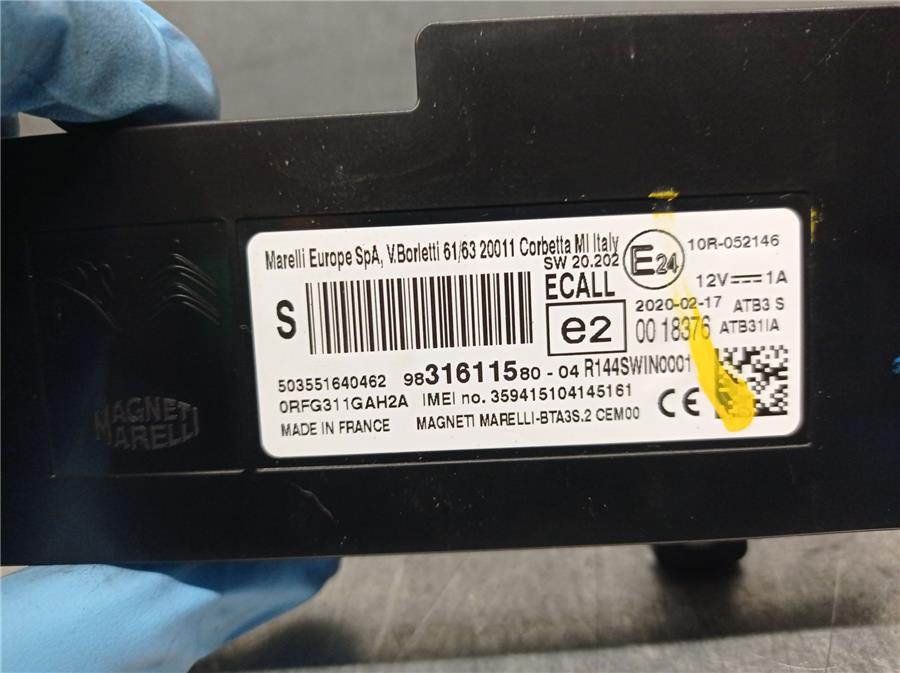 Marelli Europe SpA, V.Borletti 61/63 20011 Corbetta MI Italy
SW 20.202
E24
10R-052146
ECALL
12V 1A
S
e2
2020-02-17 ATB3 S
00 18376 ATB31IA
503551640462 9831611580 - 04 R144SWIN0001
0RFG311GAH2A IMEI no. 359415104145161
CE
MADE IN FRANCE MAGNETI MARELLI-BTA3S.2 CEM00
MAGNETI
MARELLI